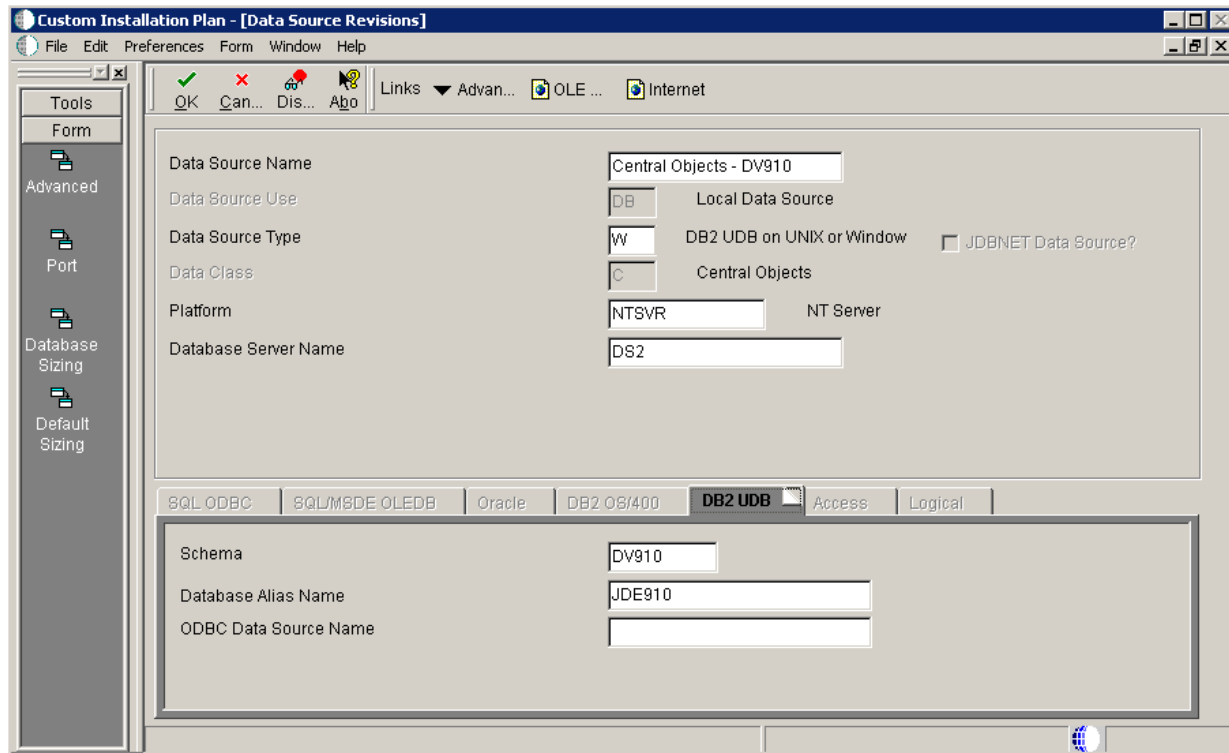 Custom Installation Plan - [Data Source Revisions]
File Edit Preferences Form Window Help
Tools
Form
Advanced
Port
Database
Sizing
Default
Sizing
OK Can... Dis... Abo Links Advan... OLE ... Internet
Data Source Name Central Objects - DV910
Data Source Use DB Local Data Source
Data Source Type W DB2 UDB on UNIX or Window JDBNET Data Source?
Data Class C Central Objects
Platform NTSVR NT Server
Database Server Name DS2
SQL ODBC SQL/MSDE OLEDB Oracle DB2 OS/400 DB2 UDB Access Logical
Schema DV910
Database Alias Name JDE910
ODBC Data Source Name